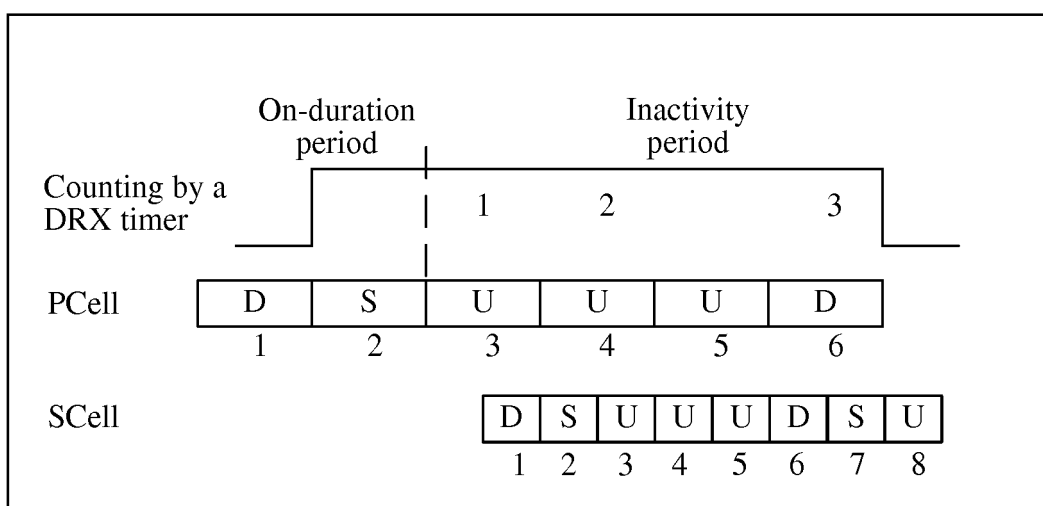 On-duration
period
Inactivity
period
Counting by a
DRX timer
1 2 3
PCell D S U U U D
1 2 3 4 5 6
SCell D S U U U D S U
1 2 3 4 5 6 7 8